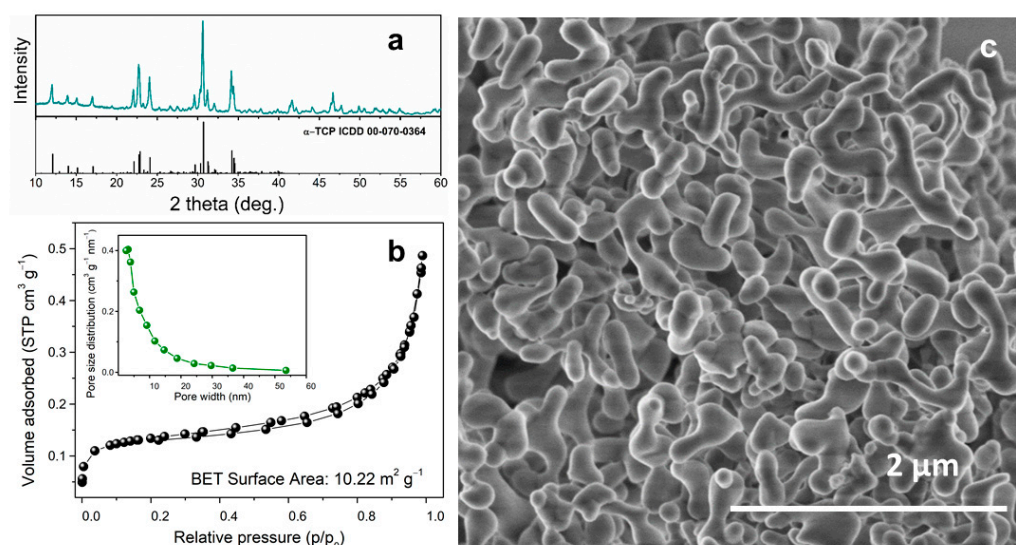 a
Intensity
α−TCP ICDD 00-070-0364
10 15 20 25 30 35 40 45 50 55 60
2 theta (deg.)
b
Volume adsorbed (STP cm³ g⁻¹)
0.5
0.4
0.3
0.2
0.1
0.0 0.2 0.4 0.6 0.8 1.0
Relative pressure (p/p₀)
BET Surface Area: 10.22 m² g⁻¹
Pore size distribution (cm³ g⁻¹ nm⁻¹)
0.4
0.2
0.0
10 20 30 40 50 60
Pore width (nm)
c
2 µm